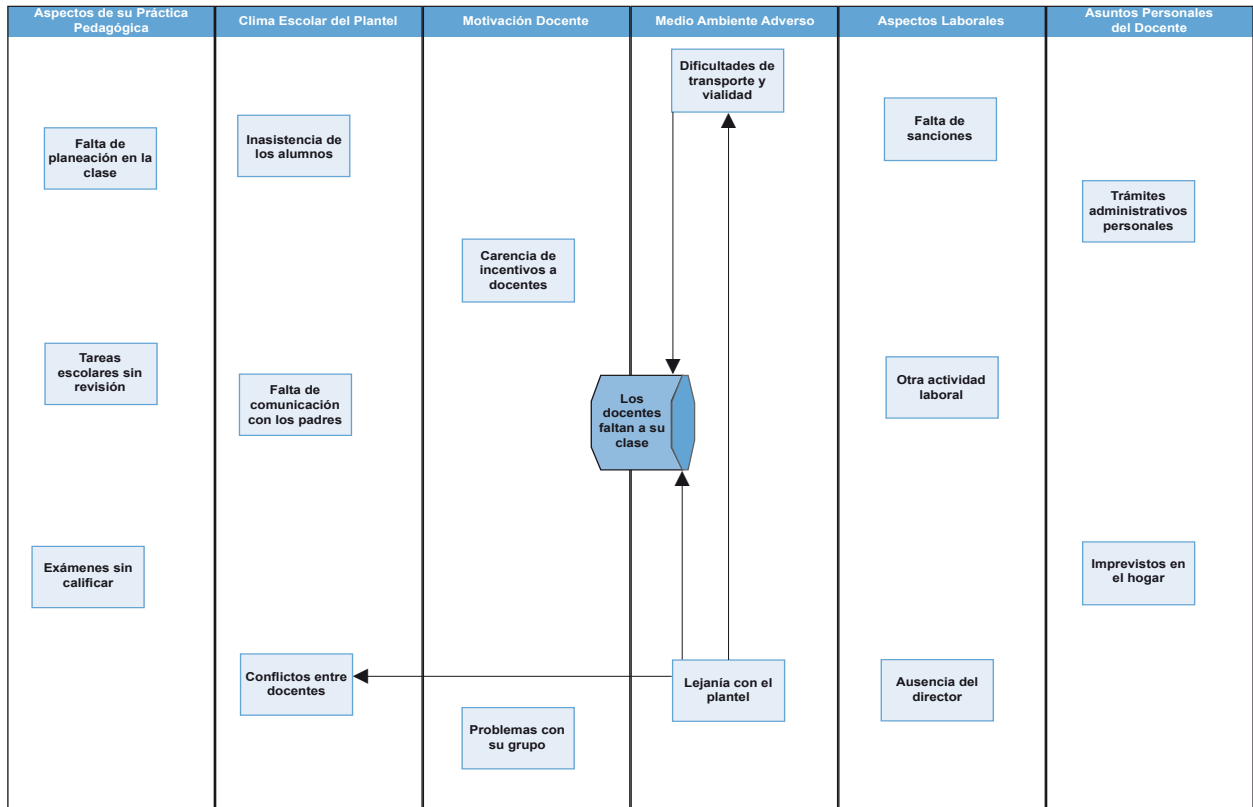 Aspectos de su Práctica
Pedagógica
Clima Escolar del Plantel
Motivación Docente
Medio Ambiente Adverso
Aspectos Laborales
Asuntos Personales
del Docente
Falta de
planeación en la
clase
Tareas
escolares sin
revisión
Exámenes sin
calificar
Inasistencia de
los alumnos
Falta de
comunicación
con los padres
Conflictos entre
docentes
Carencia de
incentivos a
docentes
Problemas con
su grupo
Los
docentes
faltan a su
clase
Dificultades de
transporte y
vialidad
Lejanía con el
plantel
Falta de
sanciones
Otra actividad
laboral
Ausencia del
director
Trámites
administrativos
personales
Imprevistos en
el hogar